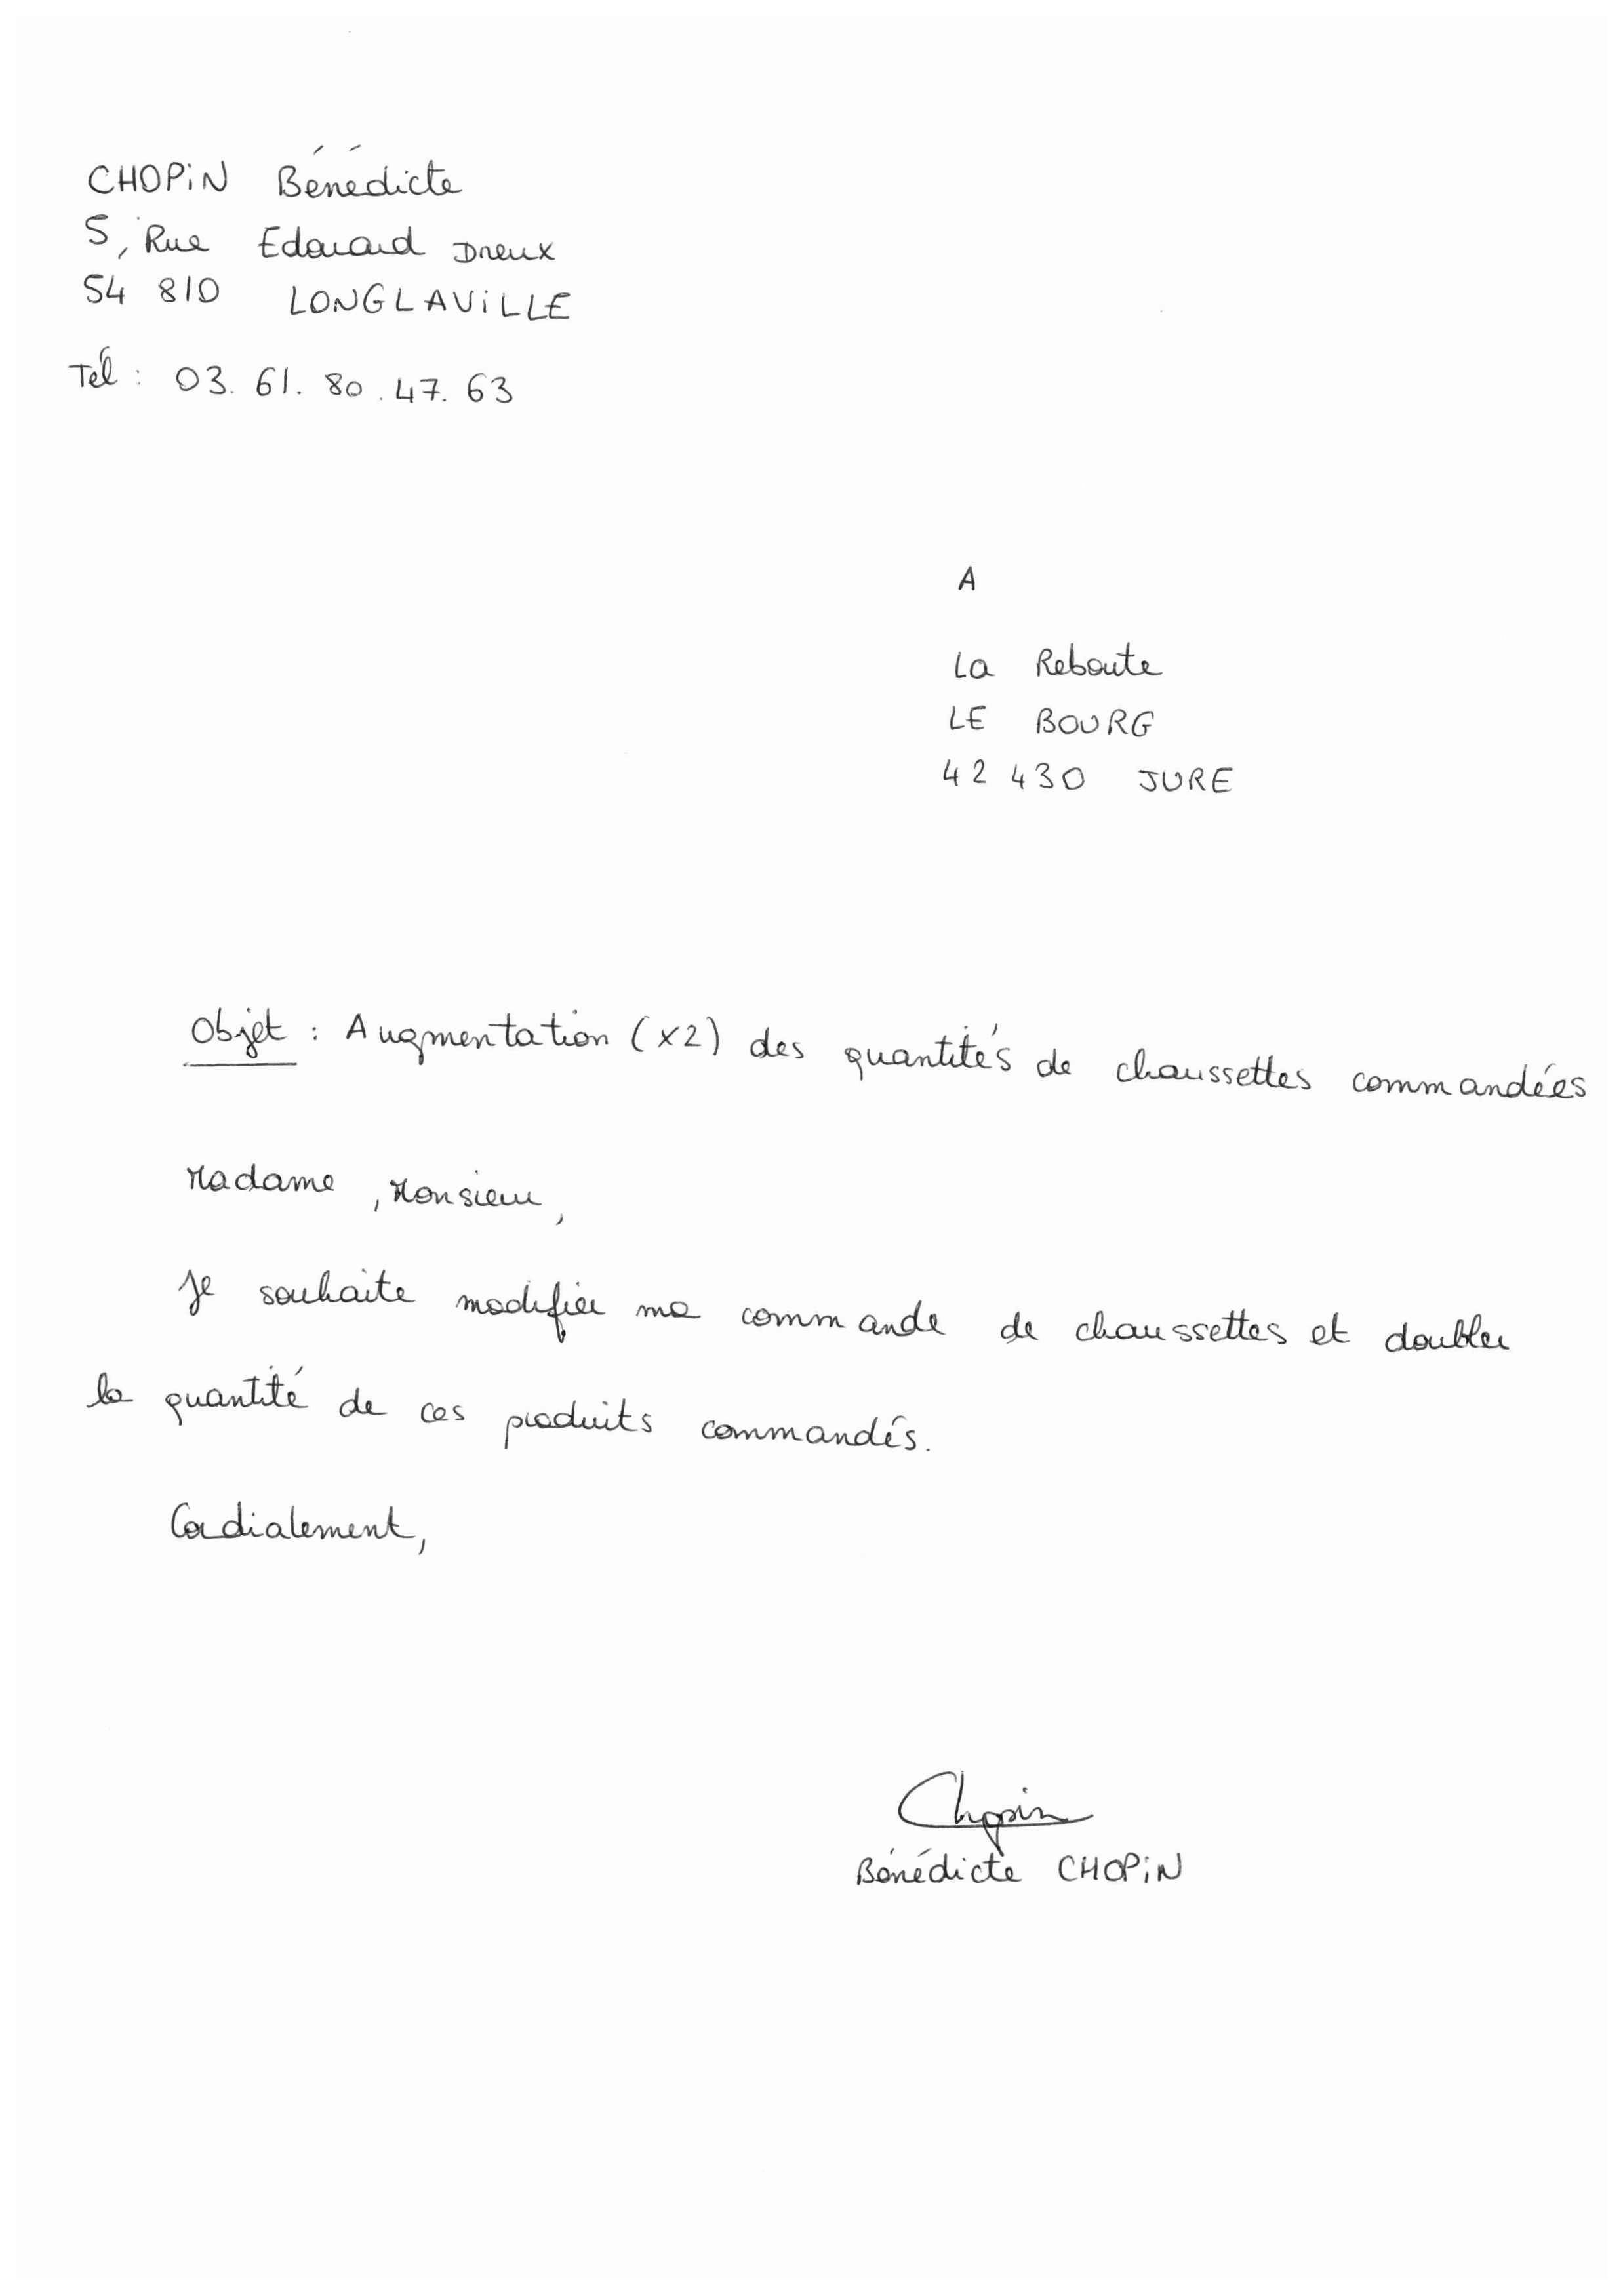 CHOPIN Bénédicte
5, Rue Edouard Dreux
54 810 LONGLAVILLE
Tél : 03. 61. 80. 47. 63
A
La Reboute
LE BOURG
42 430 JURE
Objet : Augmentation (x2) des quantités de chaussettes commandées
Madame, Monsieur,
Je souhaite modifier ma commande de chaussettes et doubler
la quantité de ces produits commandés.
Cordialement,
Chopin
Bénédicte CHOPIN